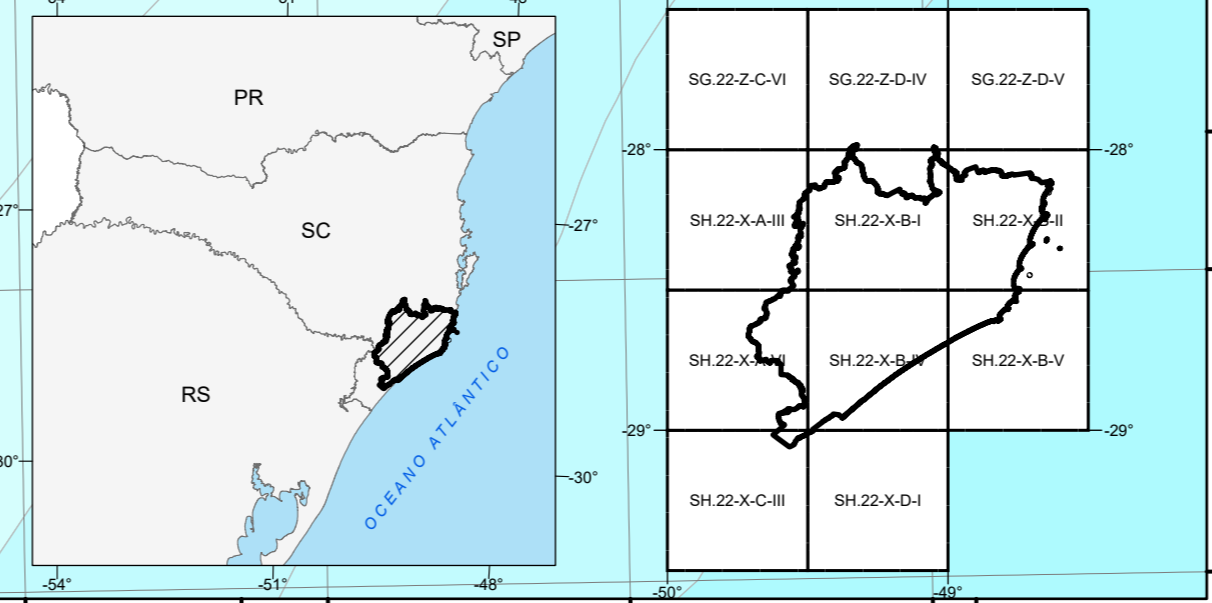 SP
PR
27°
-27°
SC
RS
OCEANO ATLÂNTICO
30°
-30°
-54°
-51°
-48°
SG.22-Z-C-VI
SG.22-Z-D-IV
SG.22-Z-D-V
-28°
-28°
SH.22-X-A-III
SH.22-X-B-I
SH.22-X-B-II
SH.22-X-A-VI
SH.22-X-B-IV
SH.22-X-B-V
-29°
-29°
SH.22-X-C-III
SH.22-X-D-I
-50°
-49°